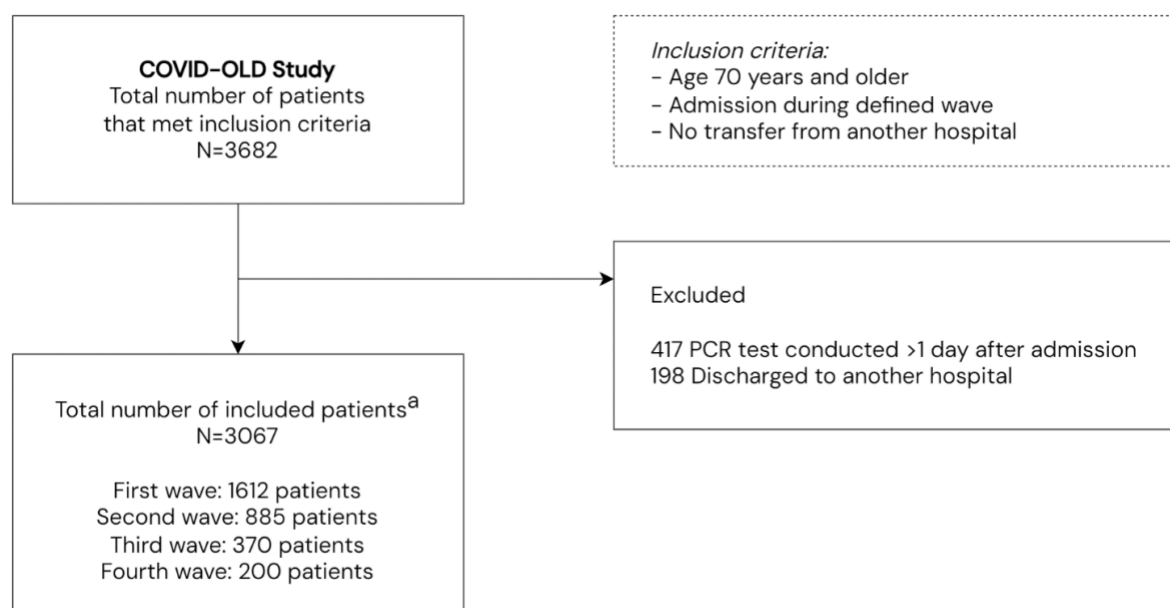 COVID-OLD Study
Total number of patients
that met inclusion criteria
N=3682
Inclusion criteria:
- Age 70 years and older
- Admission during defined wave
- No transfer from another hospital
Excluded
417 PCR test conducted >1 day after admission
198 Discharged to another hospital
Total number of included patientsᵃ
N=3067
First wave: 1612 patients
Second wave: 885 patients
Third wave: 370 patients
Fourth wave: 200 patients